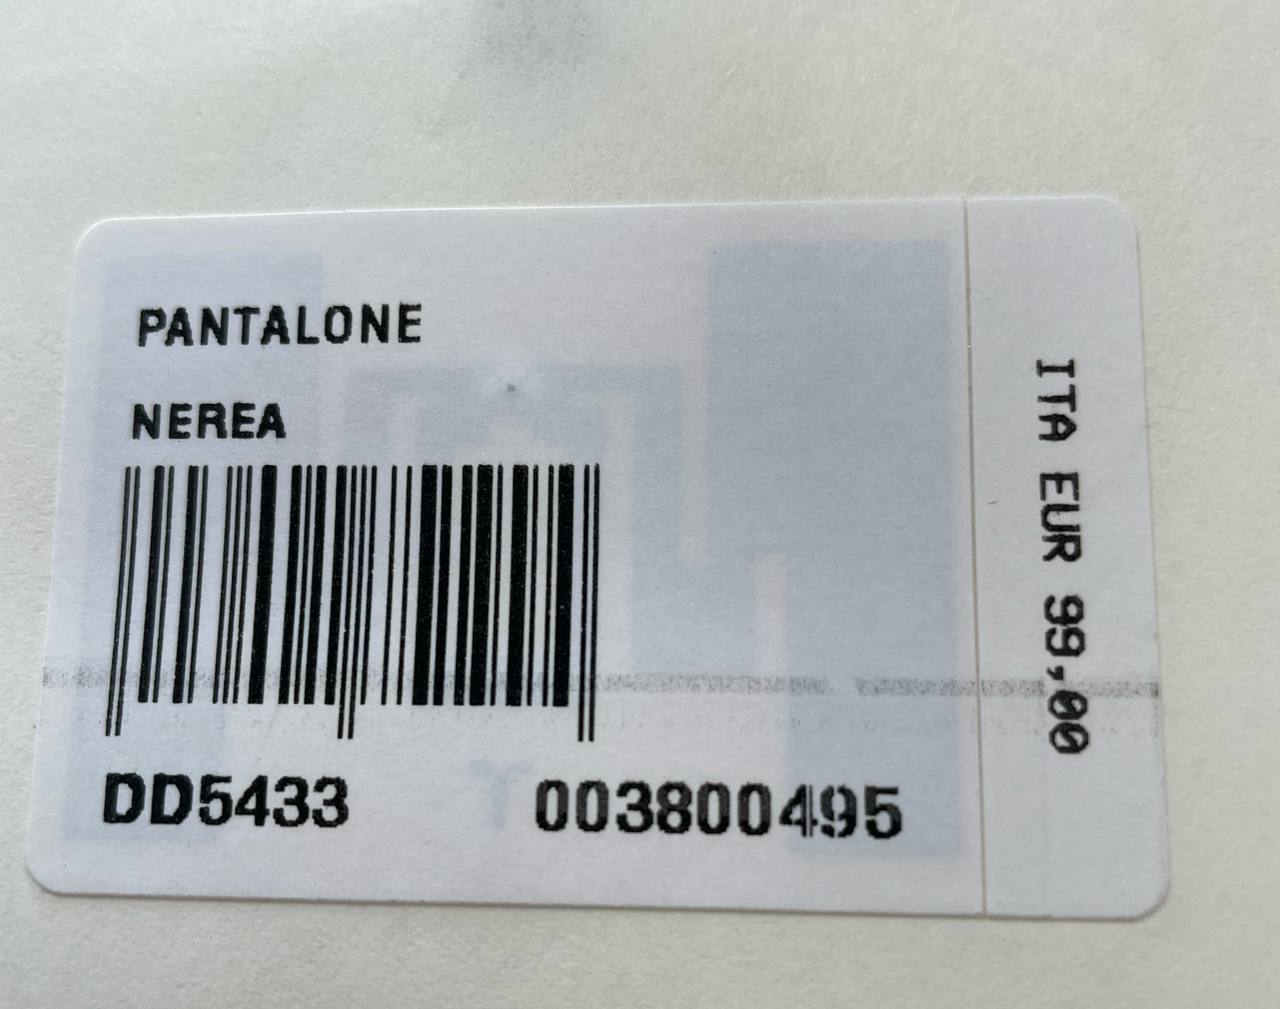 PANTALONE
NEREA
DD5433 003800495
ITA EUR 99,00